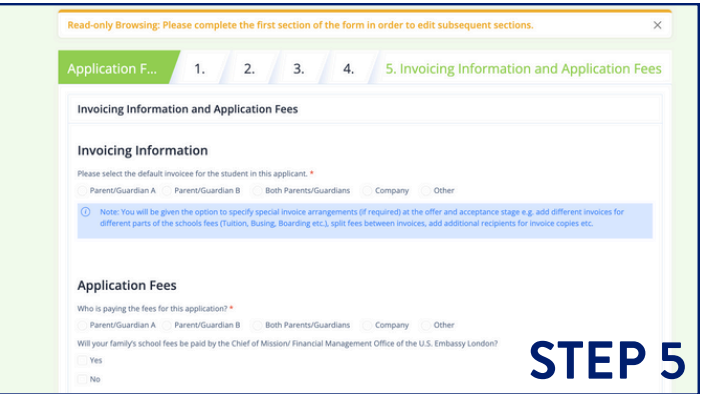 Read-only Browsing: Please complete the first section of the form in order to edit subsequent sections.
Application F... 1. 2. 3. 4. 5. Invoicing Information and Application Fees
Invoicing Information and Application Fees
Invoicing Information
Please select the default invoicee for the student in this applicant. *
Parent/Guardian A Parent/Guardian B Both Parents/Guardians Company Other
Note: You will be given the option to specify special invoice arrangements (if required) at the offer and acceptance stage e.g. add different invoices for
different parts of the schools fees (Tuition, Busing, Boarding etc.), split fees between invoices, add additional recipients for invoice copies etc.
Application Fees
Who is paying the fees for this application? *
Parent/Guardian A Parent/Guardian B Both Parents/Guardians Company Other
Will your family's school fees be paid by the Chief of Mission/ Financial Management Office of the U.S. Embassy London?
Yes
No
STEP 5